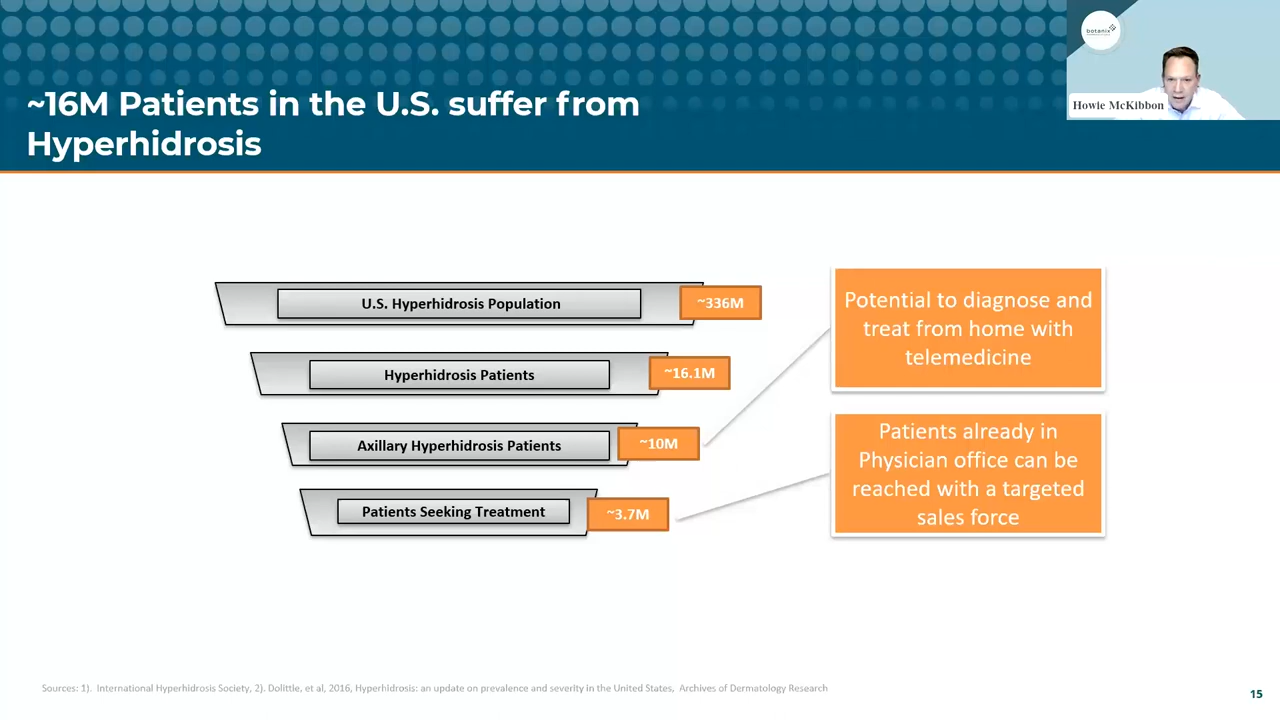 ~16M Patients in the U.S. suffer from
Hyperhidrosis
botanix
Howie McKibbon
U.S. Hyperhidrosis Population
~336M
Hyperhidrosis Patients
~16.1M
Axillary Hyperhidrosis Patients
~10M
Patients Seeking Treatment
~3.7M
Potential to diagnose and
treat from home with
telemedicine
Patients already in
Physician office can be
reached with a targeted
sales force
Sources: 1). International Hyperhidrosis Society, 2). Dolittle, et al, 2016, HyperhIdrosis: an update on prevalence and severity in the United States, Archives of Dermatology Research
15